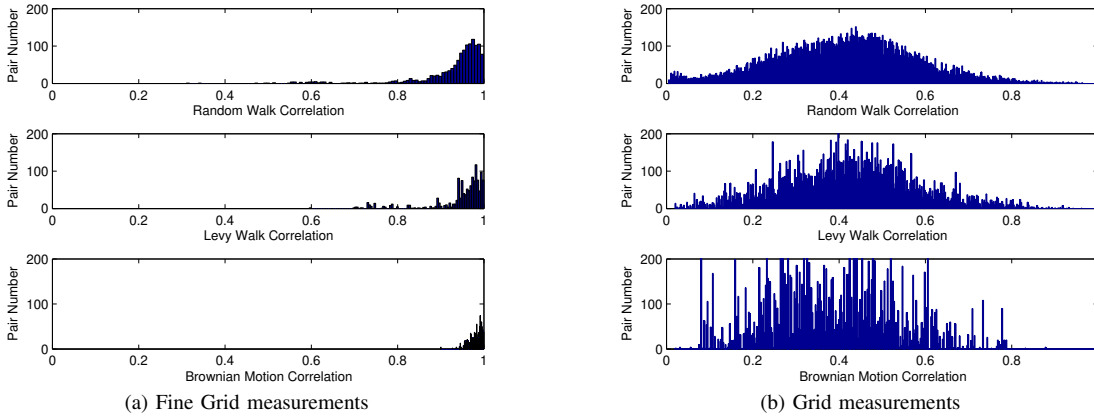 200
100
0
Pair Number
0 0.2 0.4 0.6 0.8 1
Random Walk Correlation
200
100
0
Pair Number
0 0.2 0.4 0.6 0.8 1
Levy Walk Correlation
200
100
0
Pair Number
0 0.2 0.4 0.6 0.8 1
Brownian Motion Correlation
(a) Fine Grid measurements
200
100
0
Pair Number
0 0.2 0.4 0.6 0.8
Random Walk Correlation
200
100
0
Pair Number
0 0.2 0.4 0.6 0.8
Levy Walk Correlation
200
100
0
Pair Number
0 0.2 0.4 0.6 0.8
Brownian Motion Correlation
(b) Grid measurements